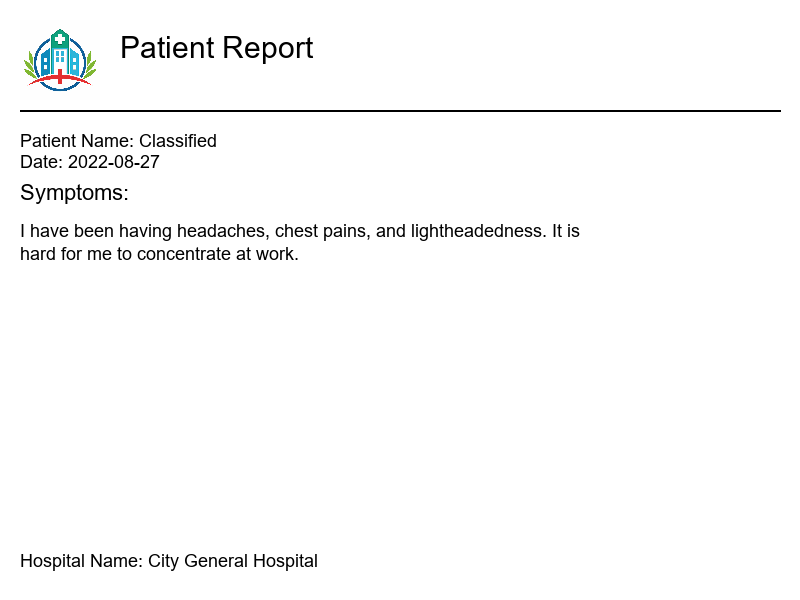 Patient Report
Patient Name: Classified
Date: 2022-08-27
Symptoms:
I have been having headaches, chest pains, and lightheadedness. It is
hard for me to concentrate at work.
Hospital Name: City General Hospital